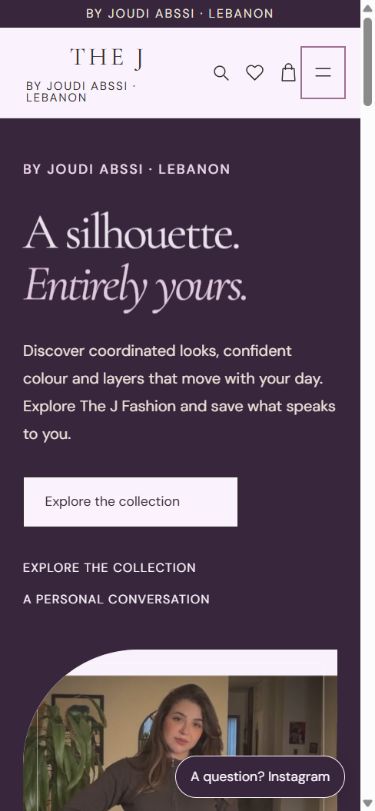 BY JOUDI ABSSI · LEBANON
THE J
BY JOUDI ABSSI ·
LEBANON
BY JOUDI ABSSI · LEBANON
A silhouette.
Entirely yours.
Discover coordinated looks, confident
colour and layers that move with your day.
Explore The J Fashion and save what speaks
to you.
Explore the collection
EXPLORE THE COLLECTION
A PERSONAL CONVERSATION
A question? Instagram